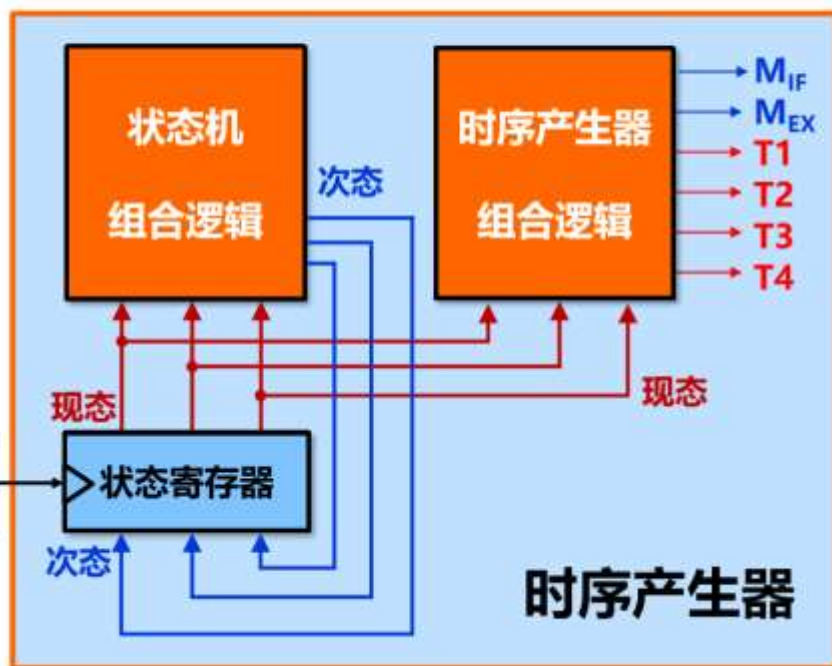 状态机
组合逻辑
时序产生器
组合逻辑
M_IF
M_EX
T1
T2
T3
T4
次态
现态
现态
状态寄存器
次态
时序产生器